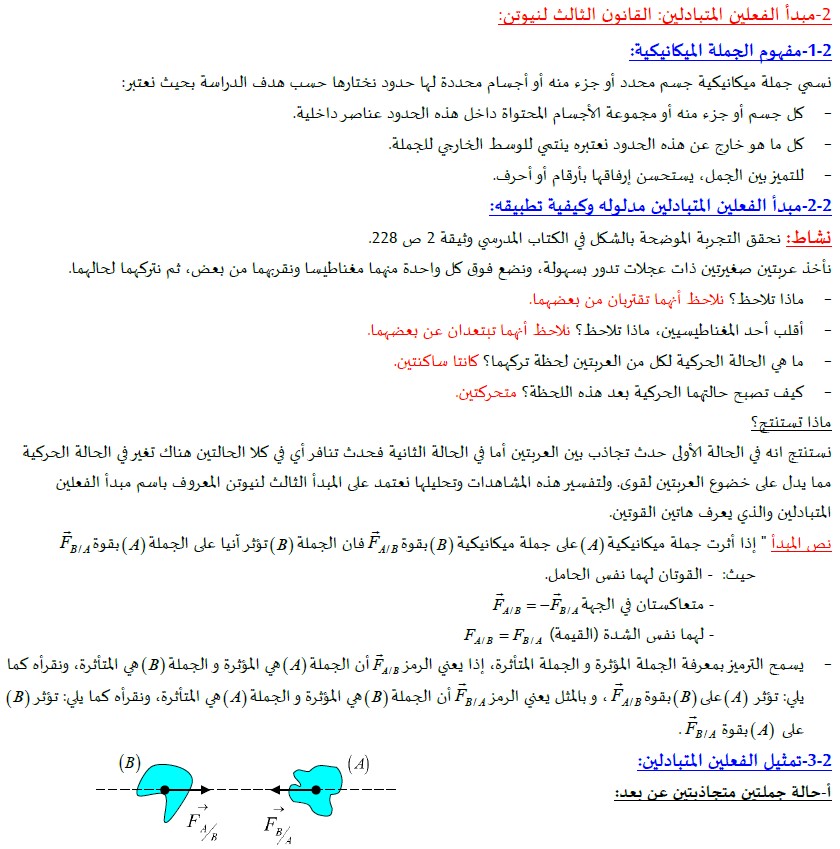 2-مبدأ الفعلين المتبادلين: القانون الثالث لنيوتن:
2-1-مفهوم الجملة الميكانيكية:
نسمي جملة ميكانيكية جسم محدد أو جزء منه أو أجسام محددة لها حدود نختارها حسب هدف الدراسة بحيث نعتبر:
- كل جسم أو جزء منه أو مجموعة الأجسام المحتواة داخل هذه الحدود عناصر داخلية.
- كل ما هو خارج عن هذه الحدود نعتبره ينتمي للوسط الخارجي للجملة.
- للتميز بين الجمل، يستحسن إرفاقها بأرقام أو أحرف.
2-2-مبدأ الفعلين المتبادلين مدلوله وكيفية تطبيقه:
نشاط: نحقق التجربة الموضحة بالشكل في الكتاب المدرسي وثيقة 2 ص 228.
نأخذ عربتين صغيرتين ذات عجلات تدور بسهولة، ونضع فوق كل واحدة منهما مغناطيسا ونقربهما من بعض، ثم نتركهما لحالهما.
- ماذا تلاحظ؟ نلاحظ أنهما تقتربان من بعضهما.
- أقلب أحد المغناطيسيين، ماذا تلاحظ؟ نلاحظ أنهما تبتعدان عن بعضهما.
- ما هي الحالة الحركية لكل من العربتين لحظة تركهما؟ كانتا ساكنتين.
- كيف تصبح حالتهما الحركية بعد هذه اللحظة؟ متحركتين.
ماذا تستنتج؟
نستنتج انه في الحالة الأولى حدث تجاذب بين العربتين أما في الحالة الثانية فحدث تنافر أي في كلا الحالتين هناك تغير في الحالة الحركية
مما يدل على خضوع العربتين لقوى. ولتفسير هذه المشاهدات وتحليلها نعتمد على المبدأ الثالث لنيوتن المعروف باسم مبدأ الفعلين
المتبادلين والذي يعرف هاتين القوتين.
نص المبدأ " إذا أثرت جملة ميكانيكية (A) على جملة ميكانيكية (B) بقوة $\vec{F}_{A/B}$ فان الجملة (B) تؤثر آنيا على الجملة (A) بقوة $\vec{F}_{B/A}$
حيث: - القوتان لهما نفس الحامل.
- متعاكستان في الجهة $\vec{F}_{A/B} = -\vec{F}_{B/A}$
- لهما نفس الشدة (القيمة) $F_{A/B} = F_{B/A}$
- يسمح الترميز بمعرفة الجملة المؤثرة و الجملة المتأثرة، إذا يعني الرمز $\vec{F}_{A/B}$ أن الجملة (A) هي المؤثرة و الجملة (B) هي المتأثرة، ونقرأه كما
يلي: تؤثر (A) على (B) بقوة $\vec{F}_{A/B}$ ، و بالمثل يعني الرمز $\vec{F}_{B/A}$ أن الجملة (B) هي المؤثرة و الجملة (A) هي المتأثرة، ونقرأه كما يلي: تؤثر (B)
على (A) بقوة $\vec{F}_{B/A}$ .
2-3-تمثيل الفعلين المتبادلين:
أ-حالة جملتين متجاذبتين عن بعد:
(B)
(A)
$\vec{F}_{A/B}$
$\vec{F}_{B/A}$